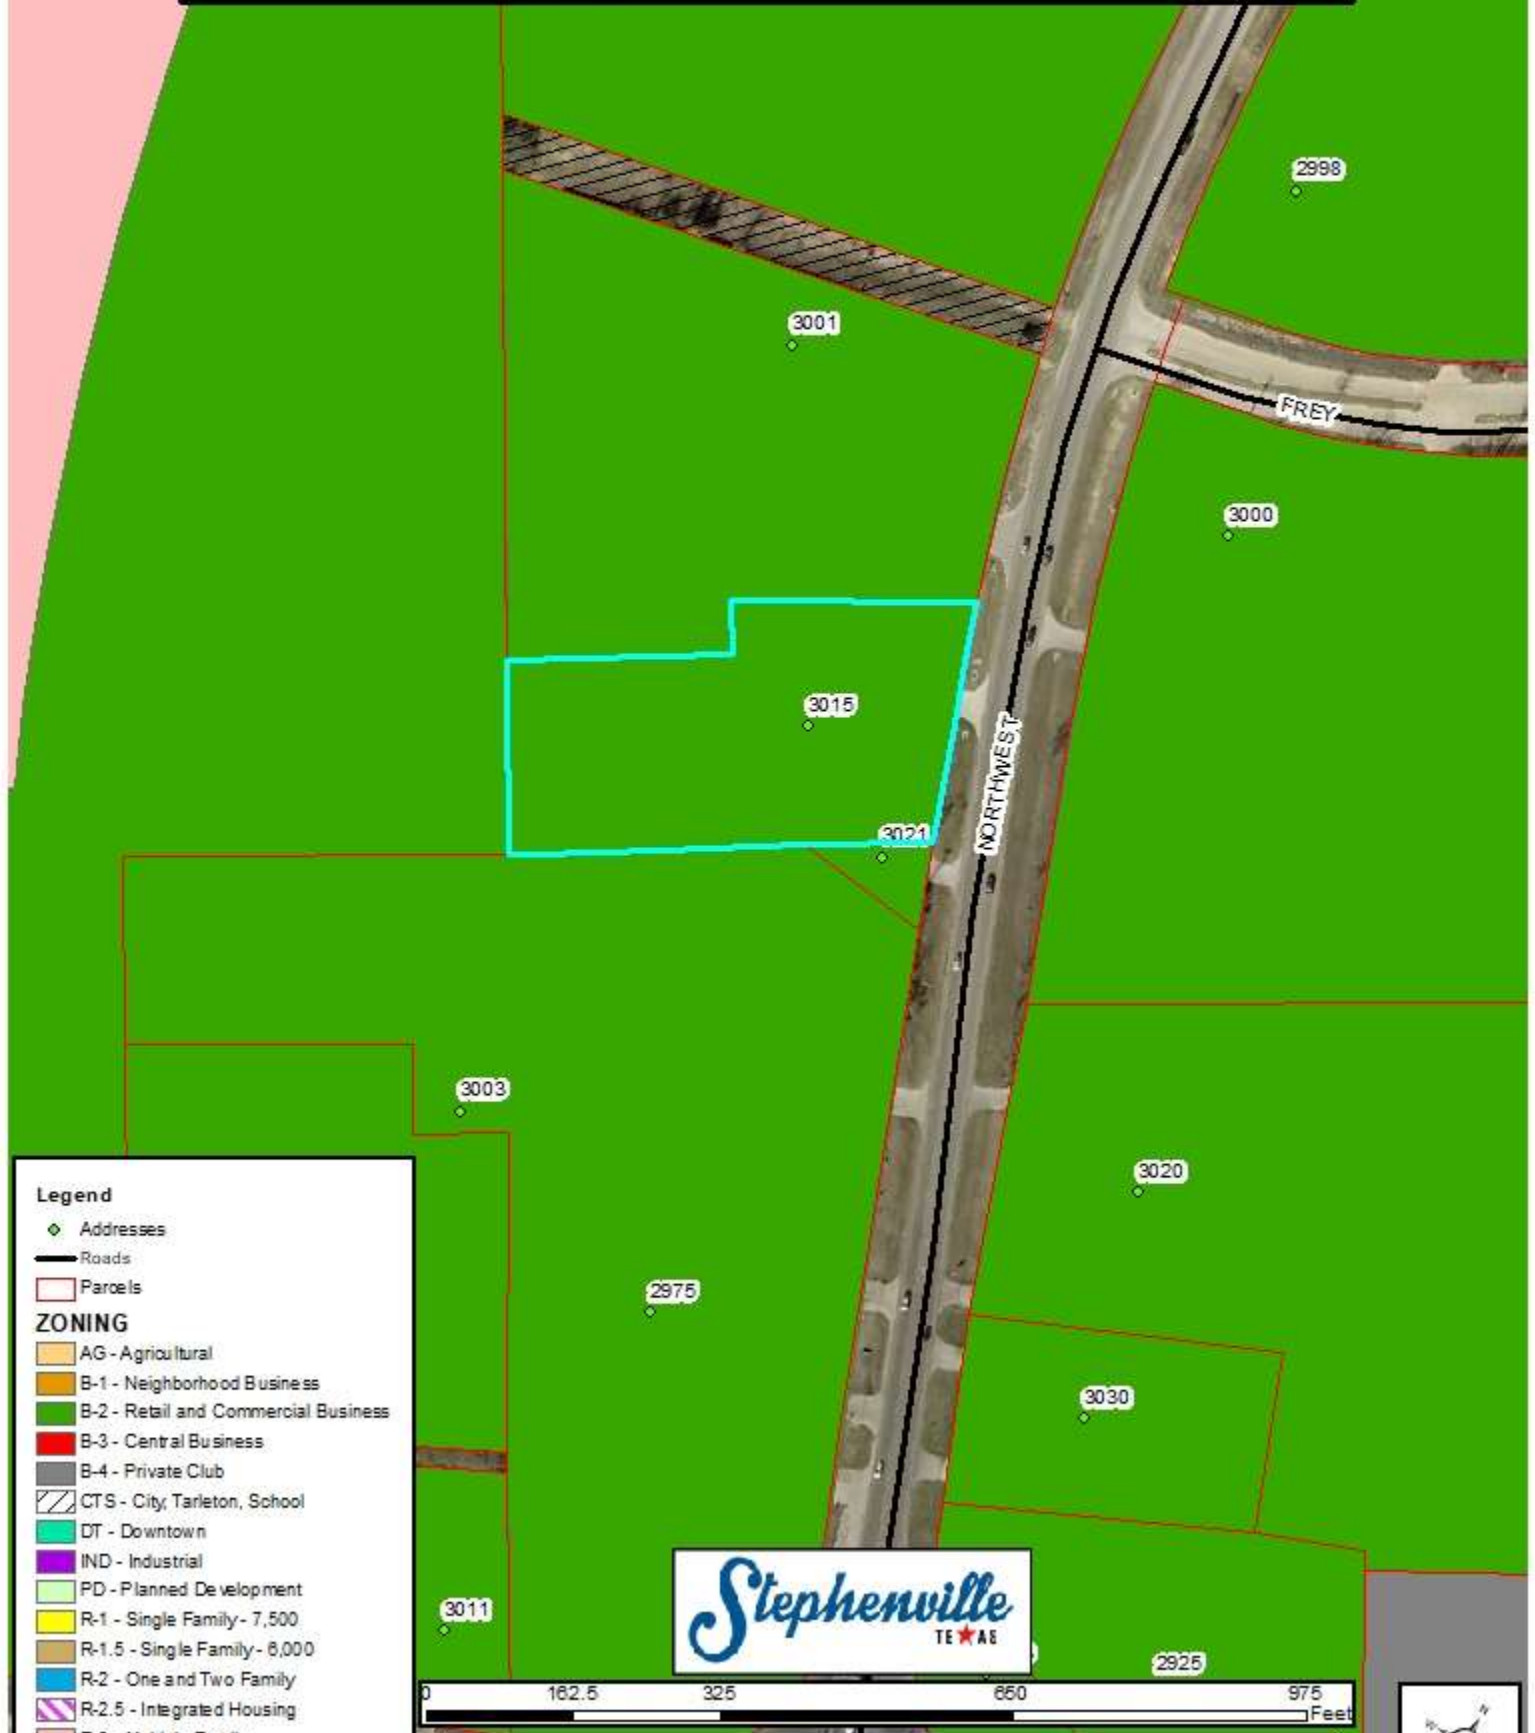 2998
3001
FREY
3000
3015
NORTHWEST
3021
3003
3020
2975
3030
3011
2925
Legend
Addresses
Roads
Parcels
ZONING
AG - Agricultural
B-1 - Neighborhood Business
B-2 - Retail and Commercial Business
B-3 - Central Business
B-4 - Private Club
CTS - City, Tarleton, School
DT - Downtown
IND - Industrial
PD - Planned Development
R-1 - Single Family - 7,500
R-1.5 - Single Family - 6,000
R-2 - One and Two Family
R-2.5 - Integrated Housing
Stephenville
TEXAS
0 162.5 325 650 975
Feet
N